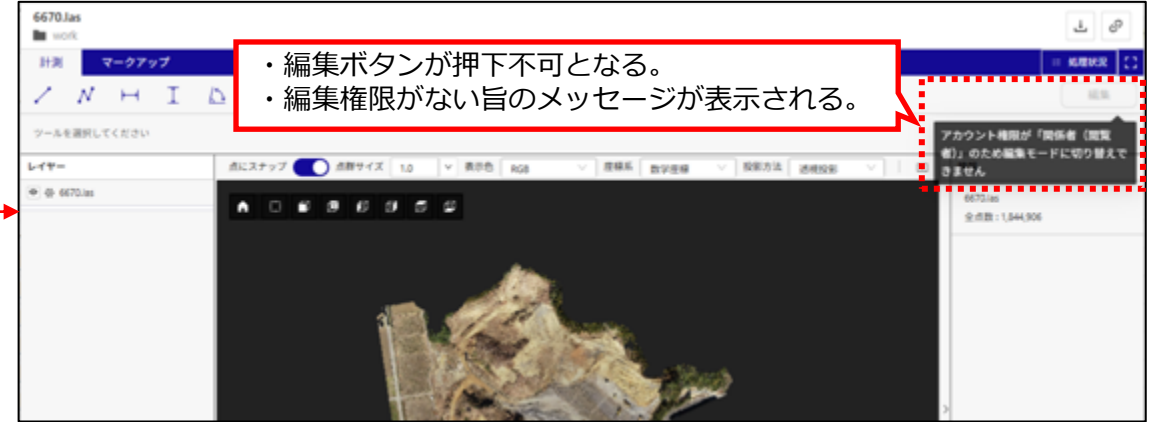 6670.las
work
計測 マークアップ
処理状況
・編集ボタンが押下不可となる。
・編集権限がない旨のメッセージが表示される。
編集
ツールを選択してください
アカウント権限が「関係者（閲覧
者）」のため編集モードに切り替えで
きません
レイヤー
点にスナップ 点群サイズ 1.0 表示色 RGB 座標系 数学座標 投影方法 透視投影
6670.las
6670.las
全点数 : 1,844,906